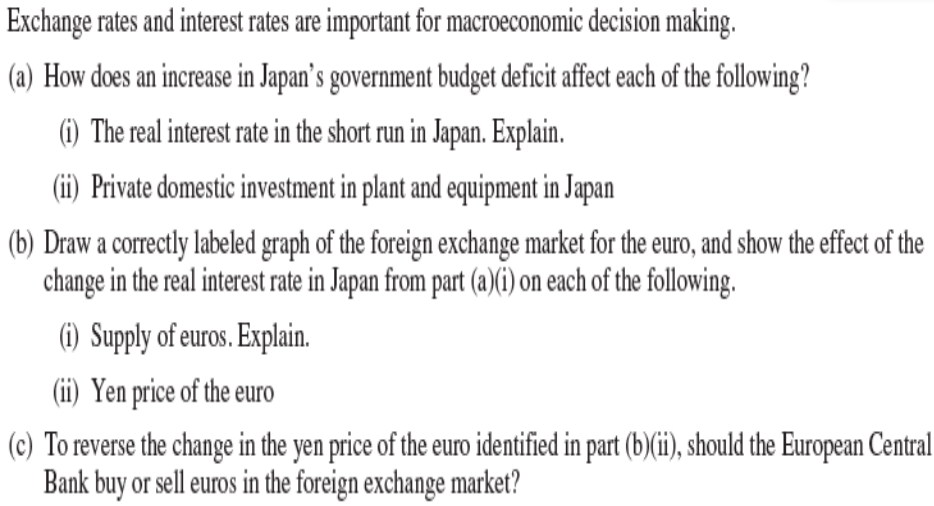 Exchange rates and interest rates are important for macroeconomic decision making.
(a) How does an increase in Japan's government budget deficit affect each of the following?
(i) The real interest rate in the short run in Japan. Explain.
(ii) Private domestic investment in plant and equipment in Japan
(b) Draw a correctly labeled graph of the foreign exchange market for the euro, and show the effect of the
change in the real interest rate in Japan from part (a)(i) on each of the following.
(i) Supply of euros. Explain.
(ii) Yen price of the euro
(c) To reverse the change in the yen price of the euro identified in part (b)(ii), should the European Central
Bank buy or sell euros in the foreign exchange market?